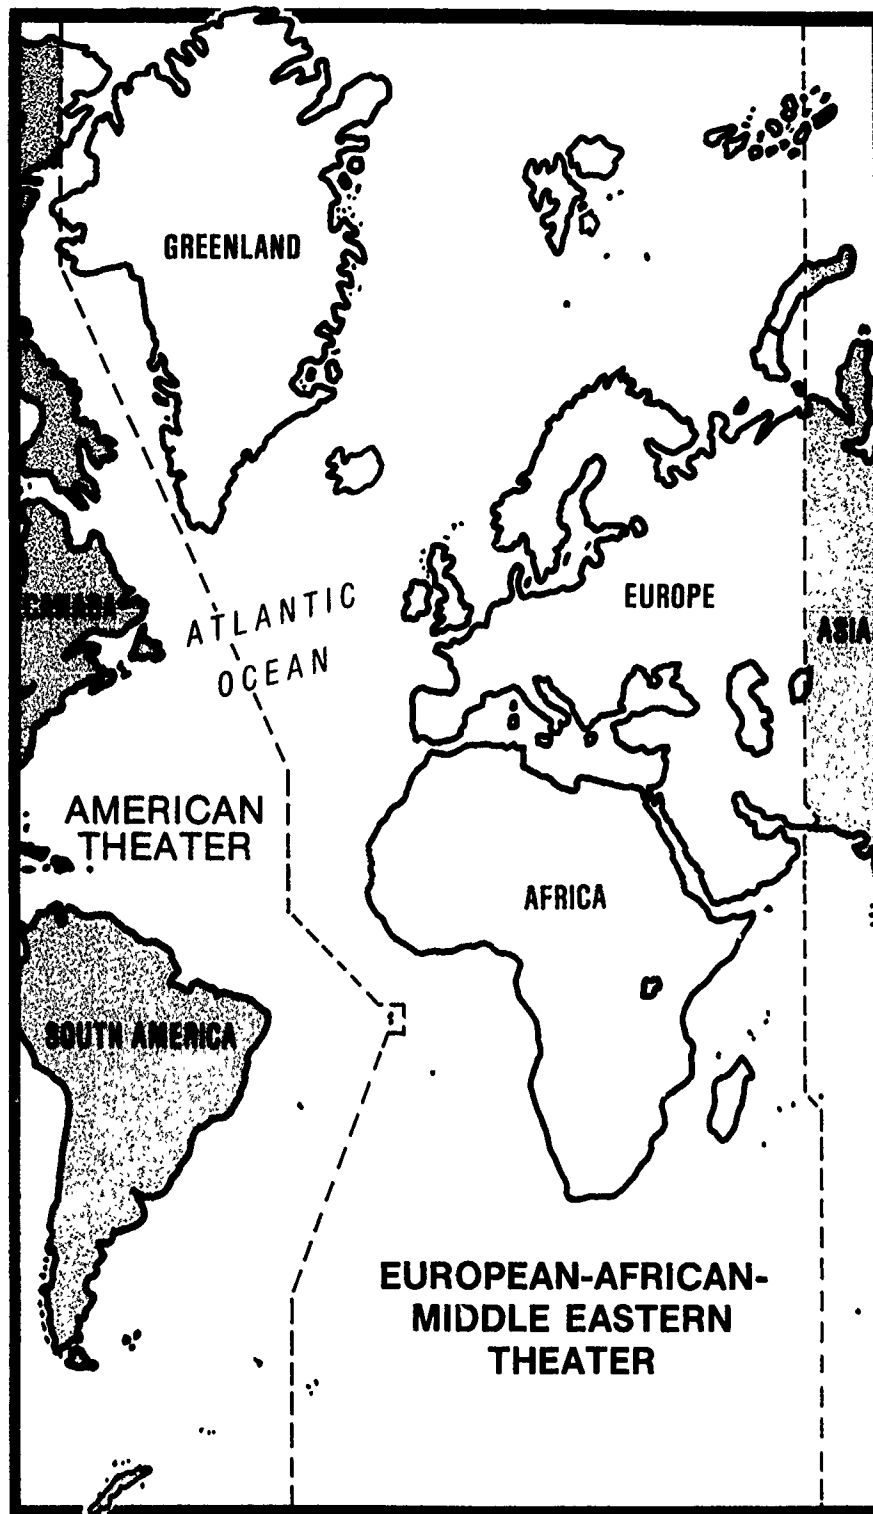 GREENLAND
CANADA
ATLANTIC
OCEAN
EUROPE
ASIA
AMERICAN
THEATER
AFRICA
SOUTH AMERICA
EUROPEAN-AFRICAN-
MIDDLE EASTERN
THEATER